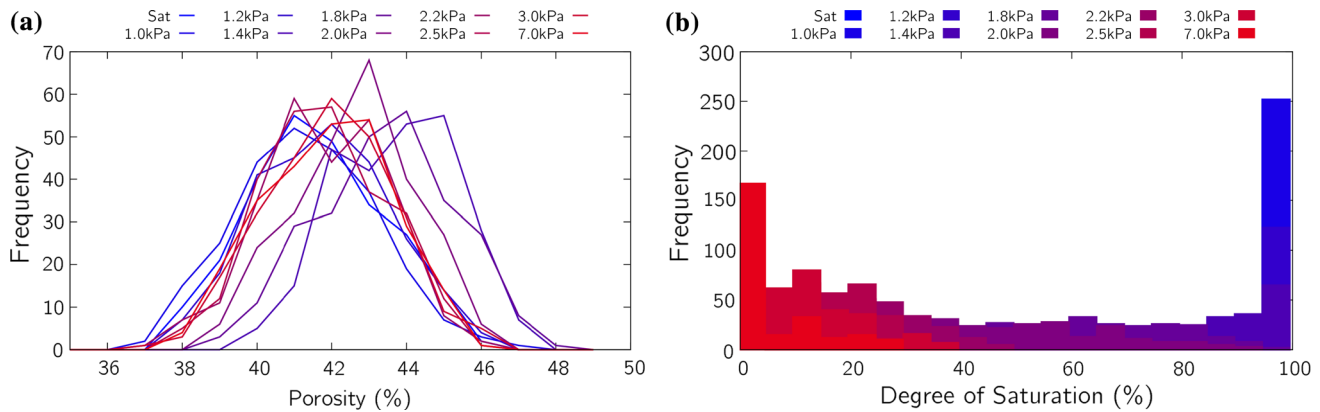 (a)
Sat 1.2kPa 1.8kPa 2.2kPa 3.0kPa
1.0kPa 1.4kPa 2.0kPa 2.5kPa 7.0kPa
70
60
50
40
30
20
10
0
Frequency
36 38 40 42 44 46 48 50
Porosity (%)
(b)
Sat 1.2kPa 1.8kPa 2.2kPa 3.0kPa
1.0kPa 1.4kPa 2.0kPa 2.5kPa 7.0kPa
300
250
200
150
100
50
0
Frequency
0 20 40 60 80 100
Degree of Saturation (%)